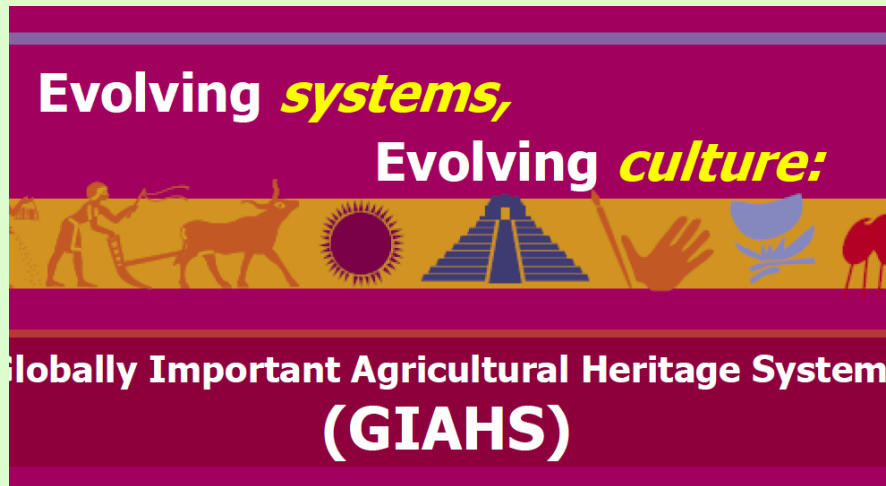 Evolving systems,
Evolving culture:
lobally Important Agricultural Heritage System
(GIAHS)